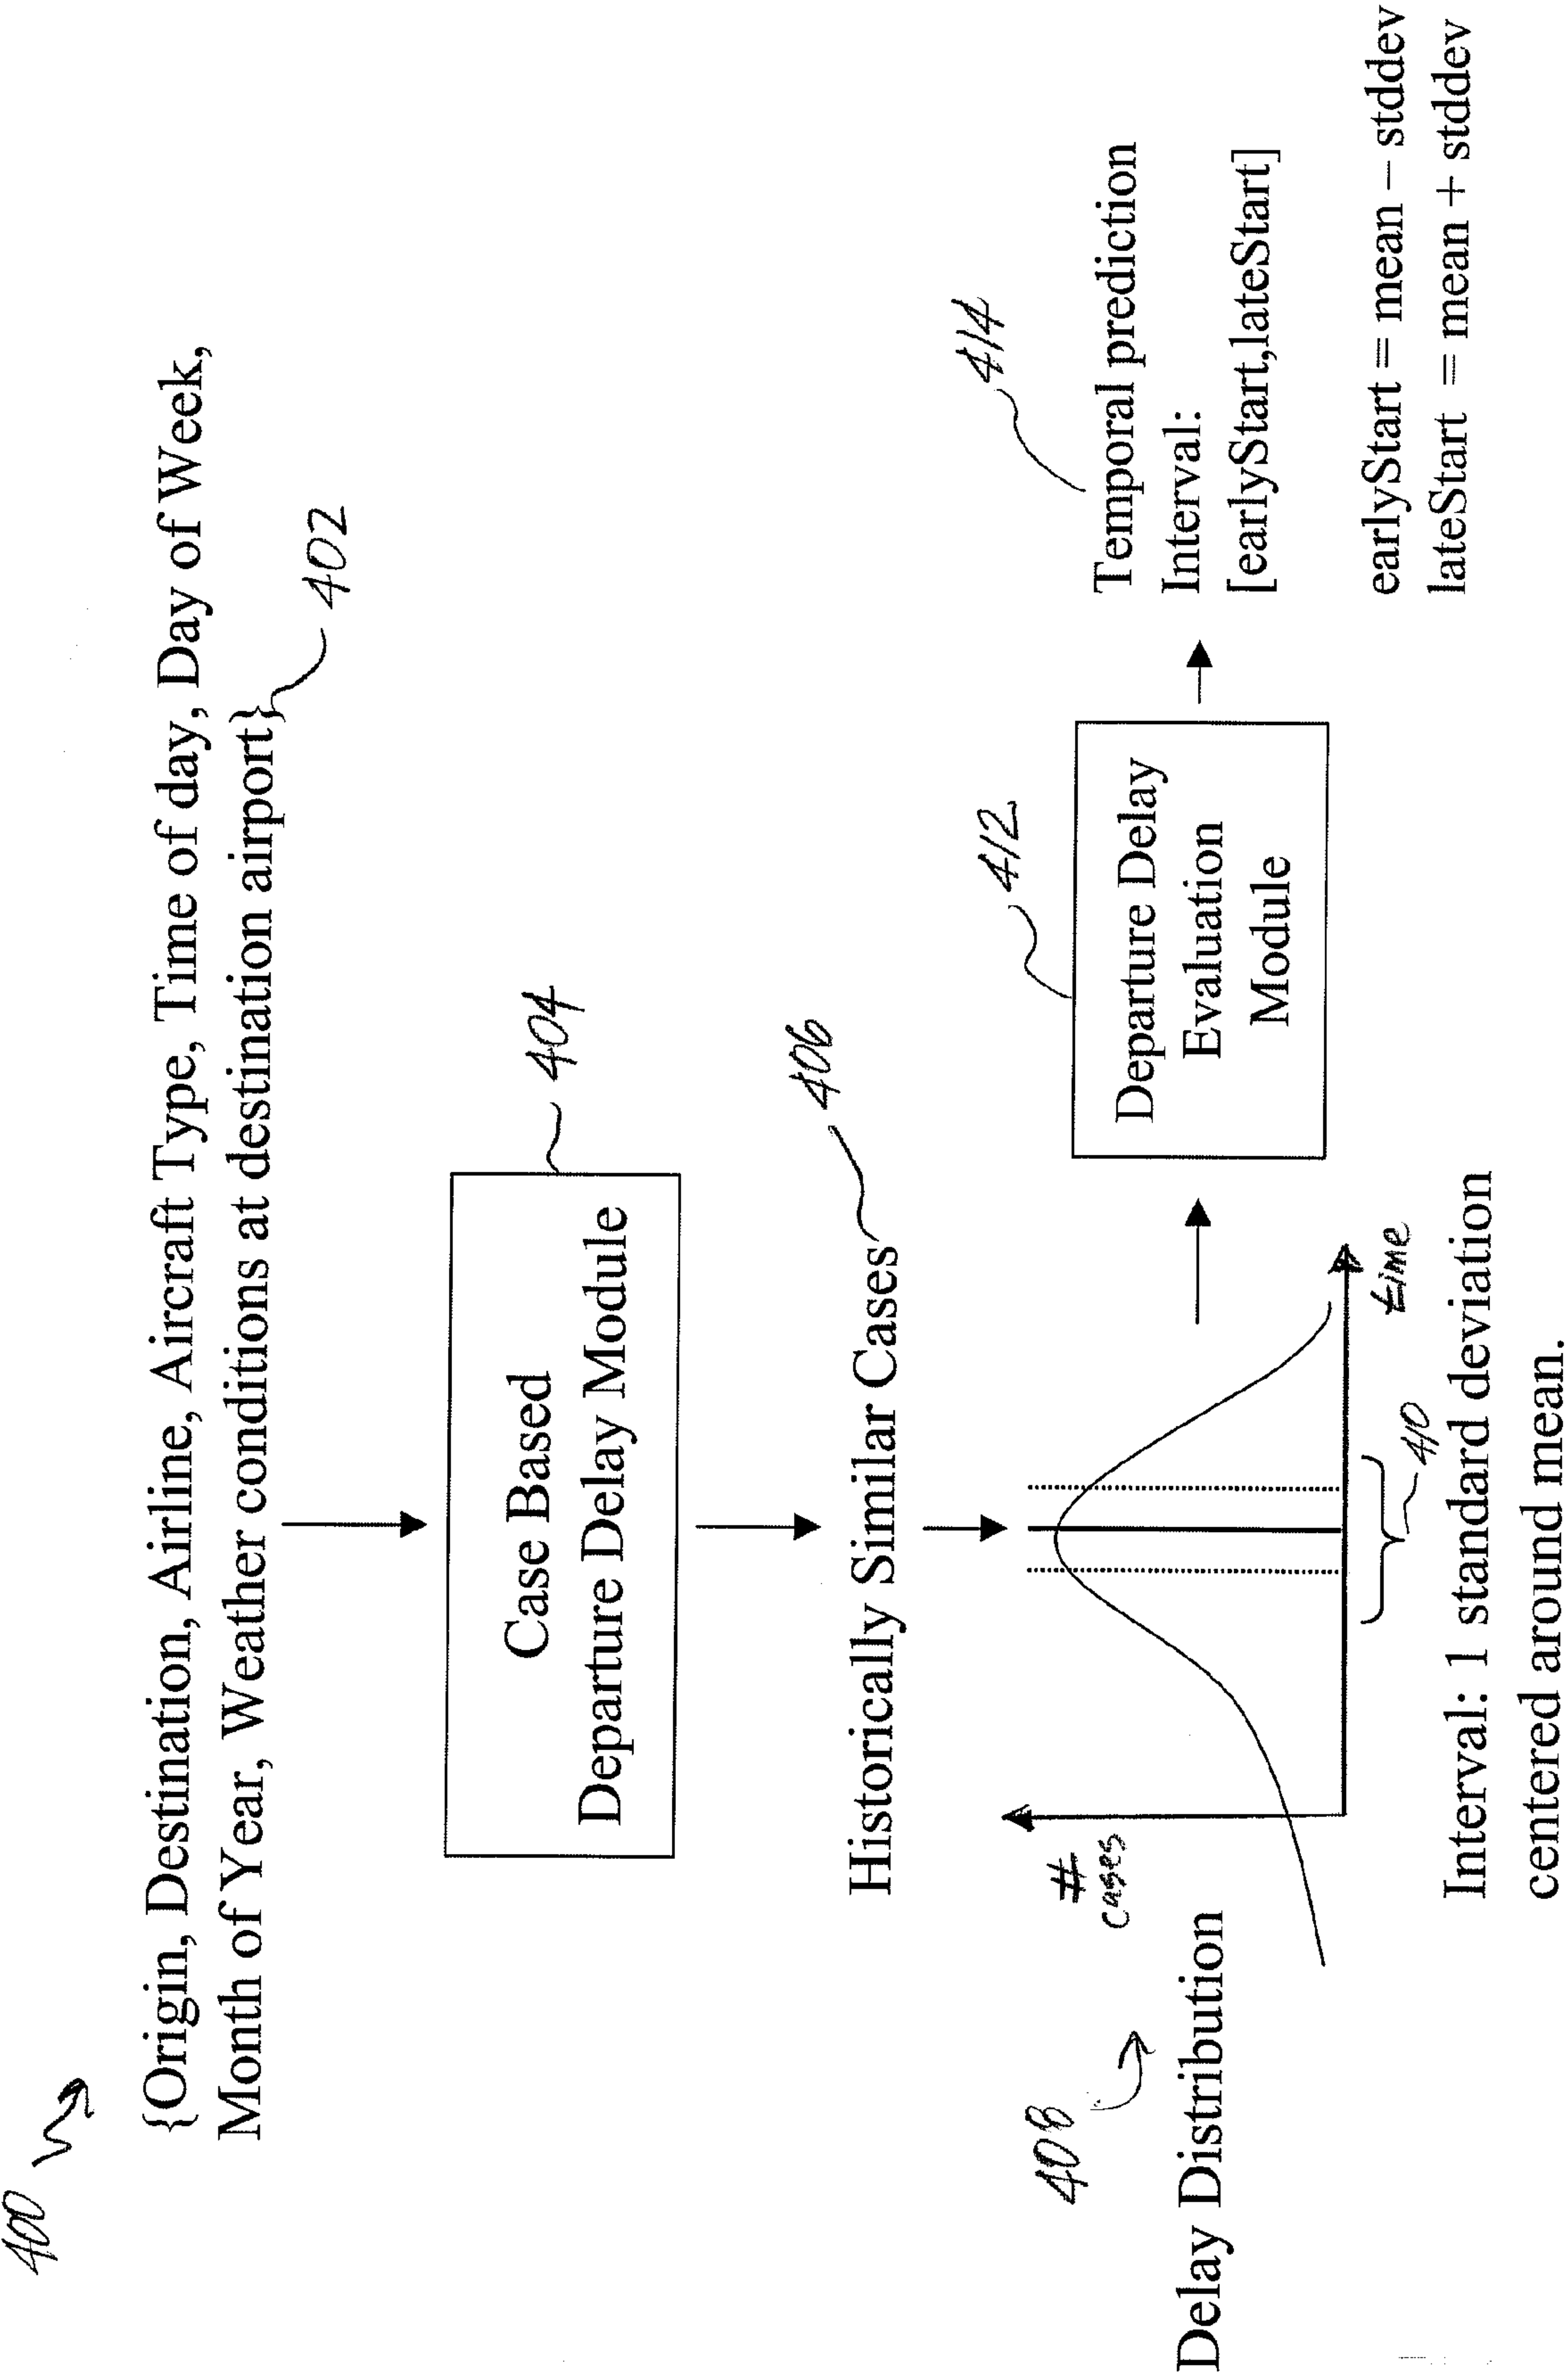 400
{Origin, Destination, Airline, Aircraft Type, Time of day, Day of Week,
Month of Year, Weather conditions at destination airport}
402
Case Based
Departure Delay Module
404
Historically Similar Cases
406
408
Delay Distribution
#
cases
time
410
Interval: 1 standard deviation
centered around mean.
412
Departure Delay
Evaluation
Module
414
Temporal prediction
Interval:
[earlyStart,lateStart]
earlyStart = mean – stddev
lateStart = mean + stddev